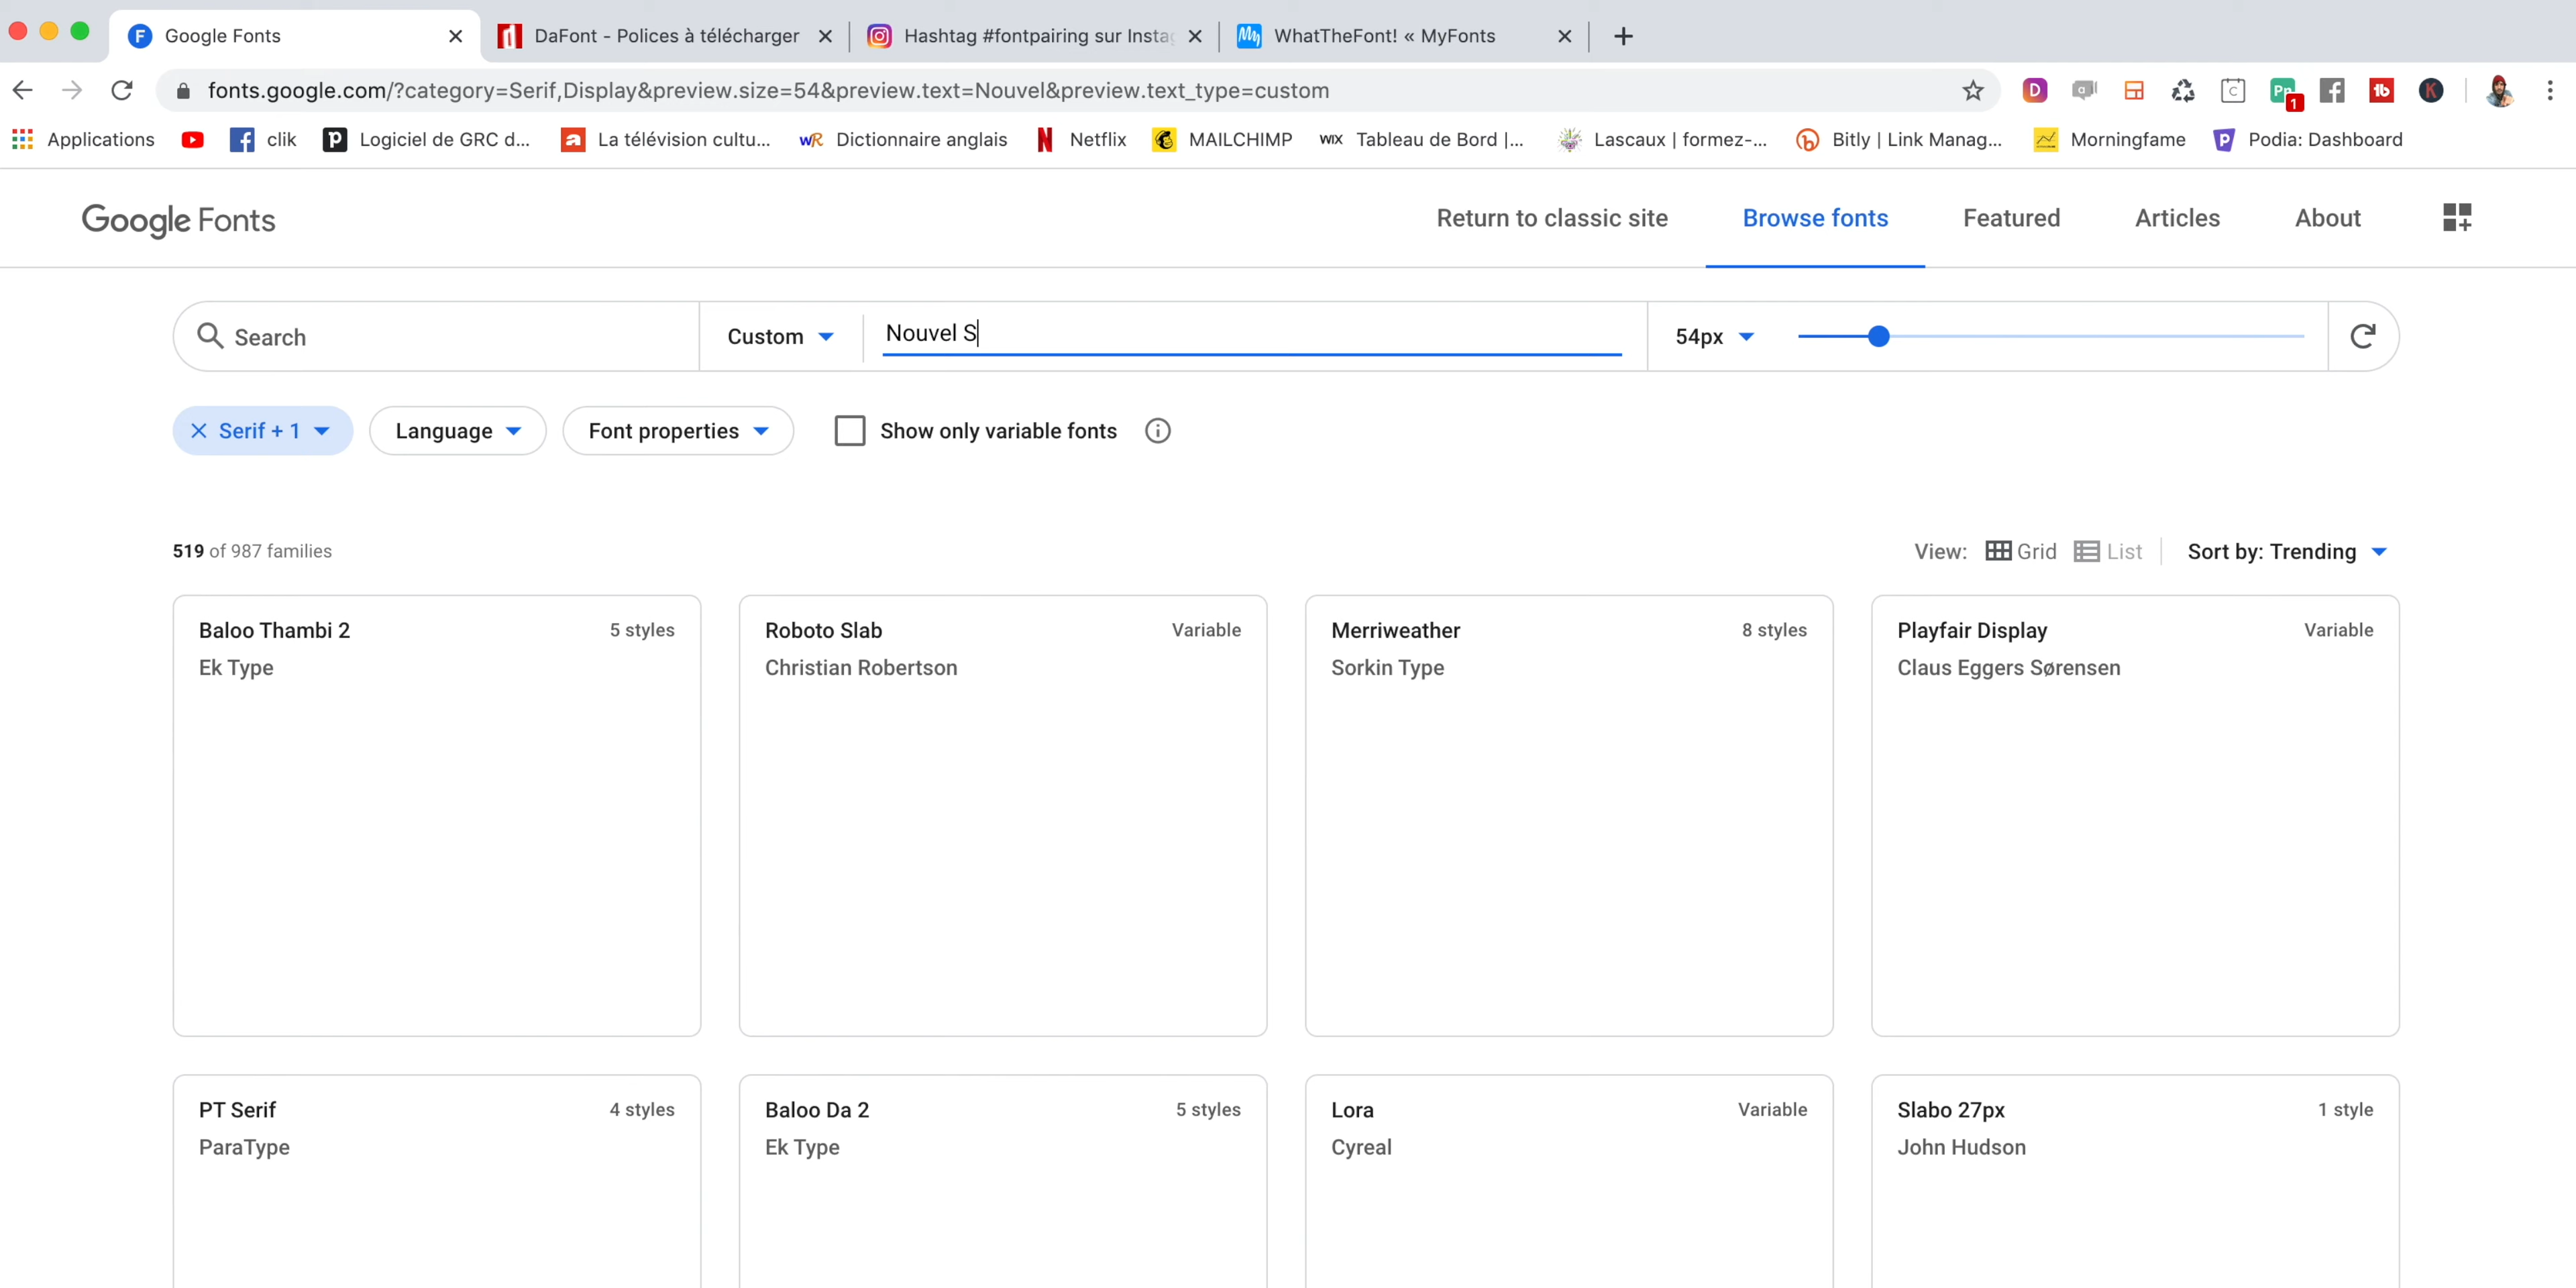 Google Fonts
DaFont - Polices à télécharger
Hashtag #fontpairing sur Insta
WhatTheFont! « MyFonts
fonts.google.com/?category=Serif,Display&preview.size=54&preview.text=Nouvel&preview.text_type=custom
Applications
clik
Logiciel de GRC d...
La télévision cultu...
Dictionnaire anglais
Netflix
MAILCHIMP
WIX Tableau de Bord |...
Lascaux | formez-...
Bitly | Link Manag...
Morningfame
Podia: Dashboard
Google Fonts
Return to classic site
Browse fonts
Featured
Articles
About
Search
Custom
Nouvel S
54px
Serif + 1
Language
Font properties
Show only variable fonts
519 of 987 families
View: Grid List
Sort by: Trending
Baloo Thambi 2
5 styles
Ek Type
Roboto Slab
Variable
Christian Robertson
Merriweather
8 styles
Sorkin Type
Playfair Display
Variable
Claus Eggers Sørensen
PT Serif
4 styles
ParaType
Baloo Da 2
5 styles
Ek Type
Lora
Variable
Cyreal
Slabo 27px
1 style
John Hudson